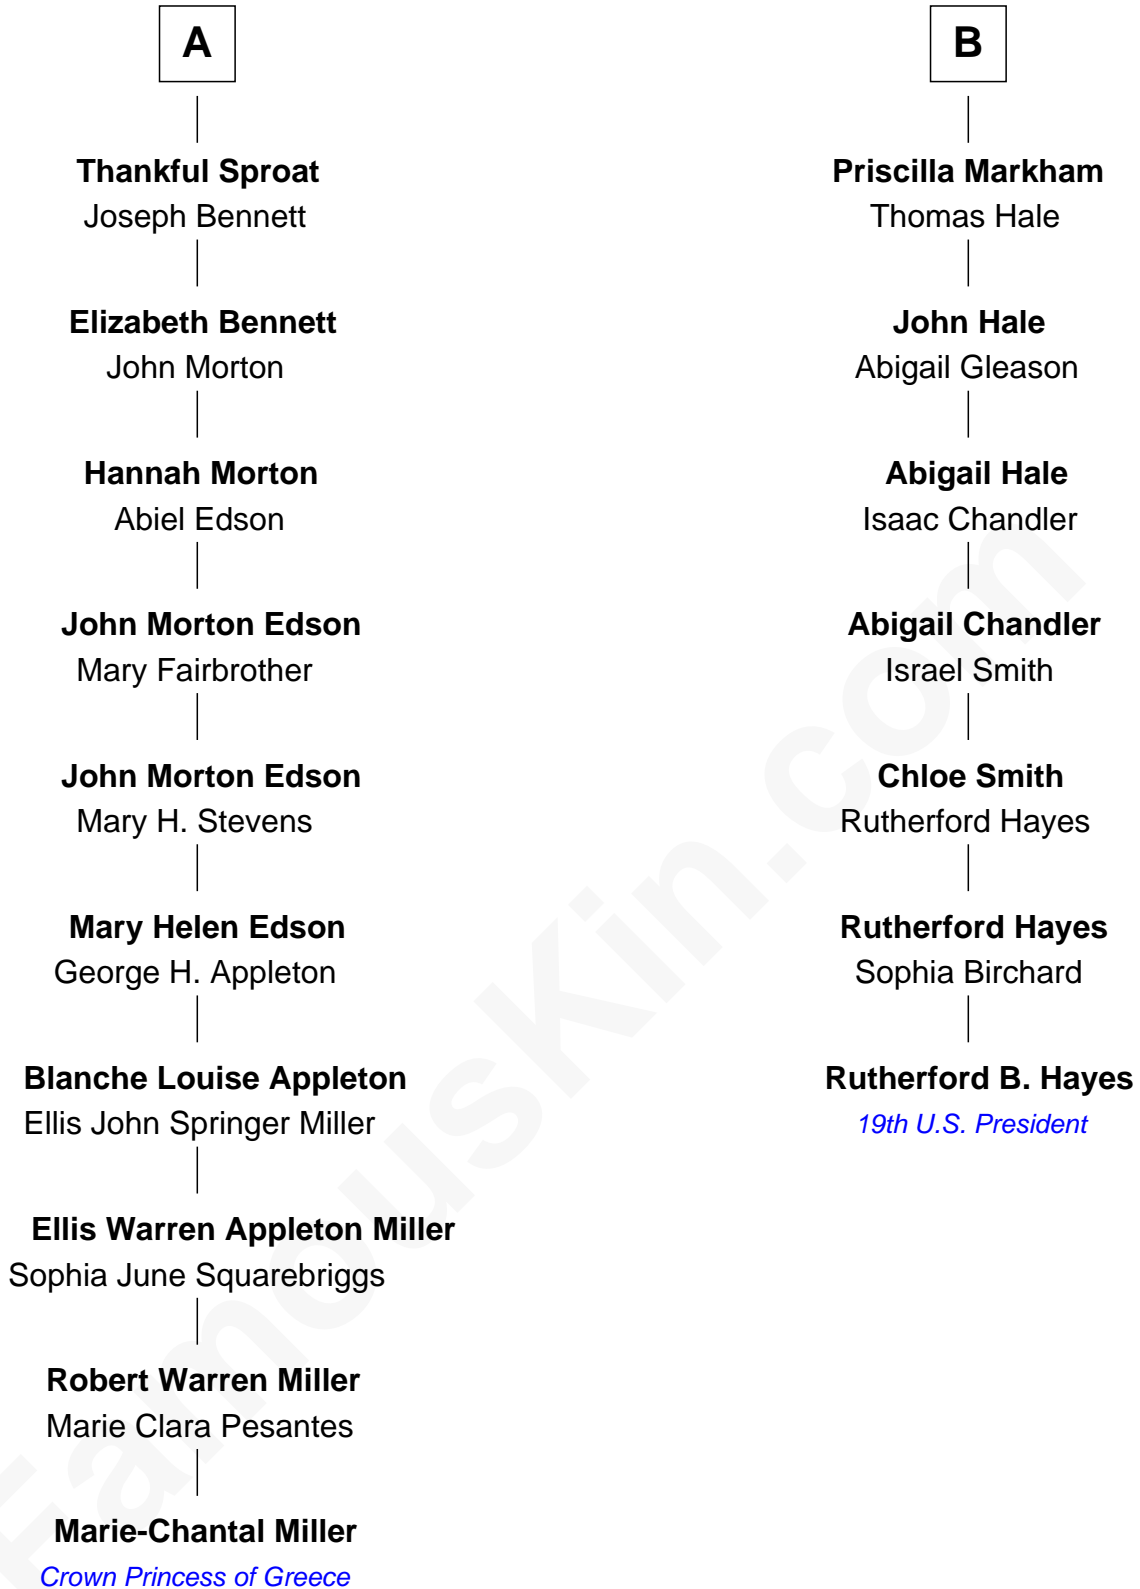 A
Thankful Sproat
Joseph Bennett
Elizabeth Bennett
John Morton
Hannah Morton
Abiel Edson
John Morton Edson
Mary Fairbrother
John Morton Edson
Mary H. Stevens
Mary Helen Edson
George H. Appleton
Blanche Louise Appleton
Ellis John Springer Miller
Ellis Warren Appleton Miller
Sophia June Squarebriggs
Robert Warren Miller
Marie Clara Pesantes
Marie-Chantal Miller
Crown Princess of Greece
B
Priscilla Markham
Thomas Hale
John Hale
Abigail Gleason
Abigail Hale
Isaac Chandler
Abigail Chandler
Israel Smith
Chloe Smith
Rutherford Hayes
Rutherford Hayes
Sophia Birchard
Rutherford B. Hayes
19th U.S. President
FamousKin.com